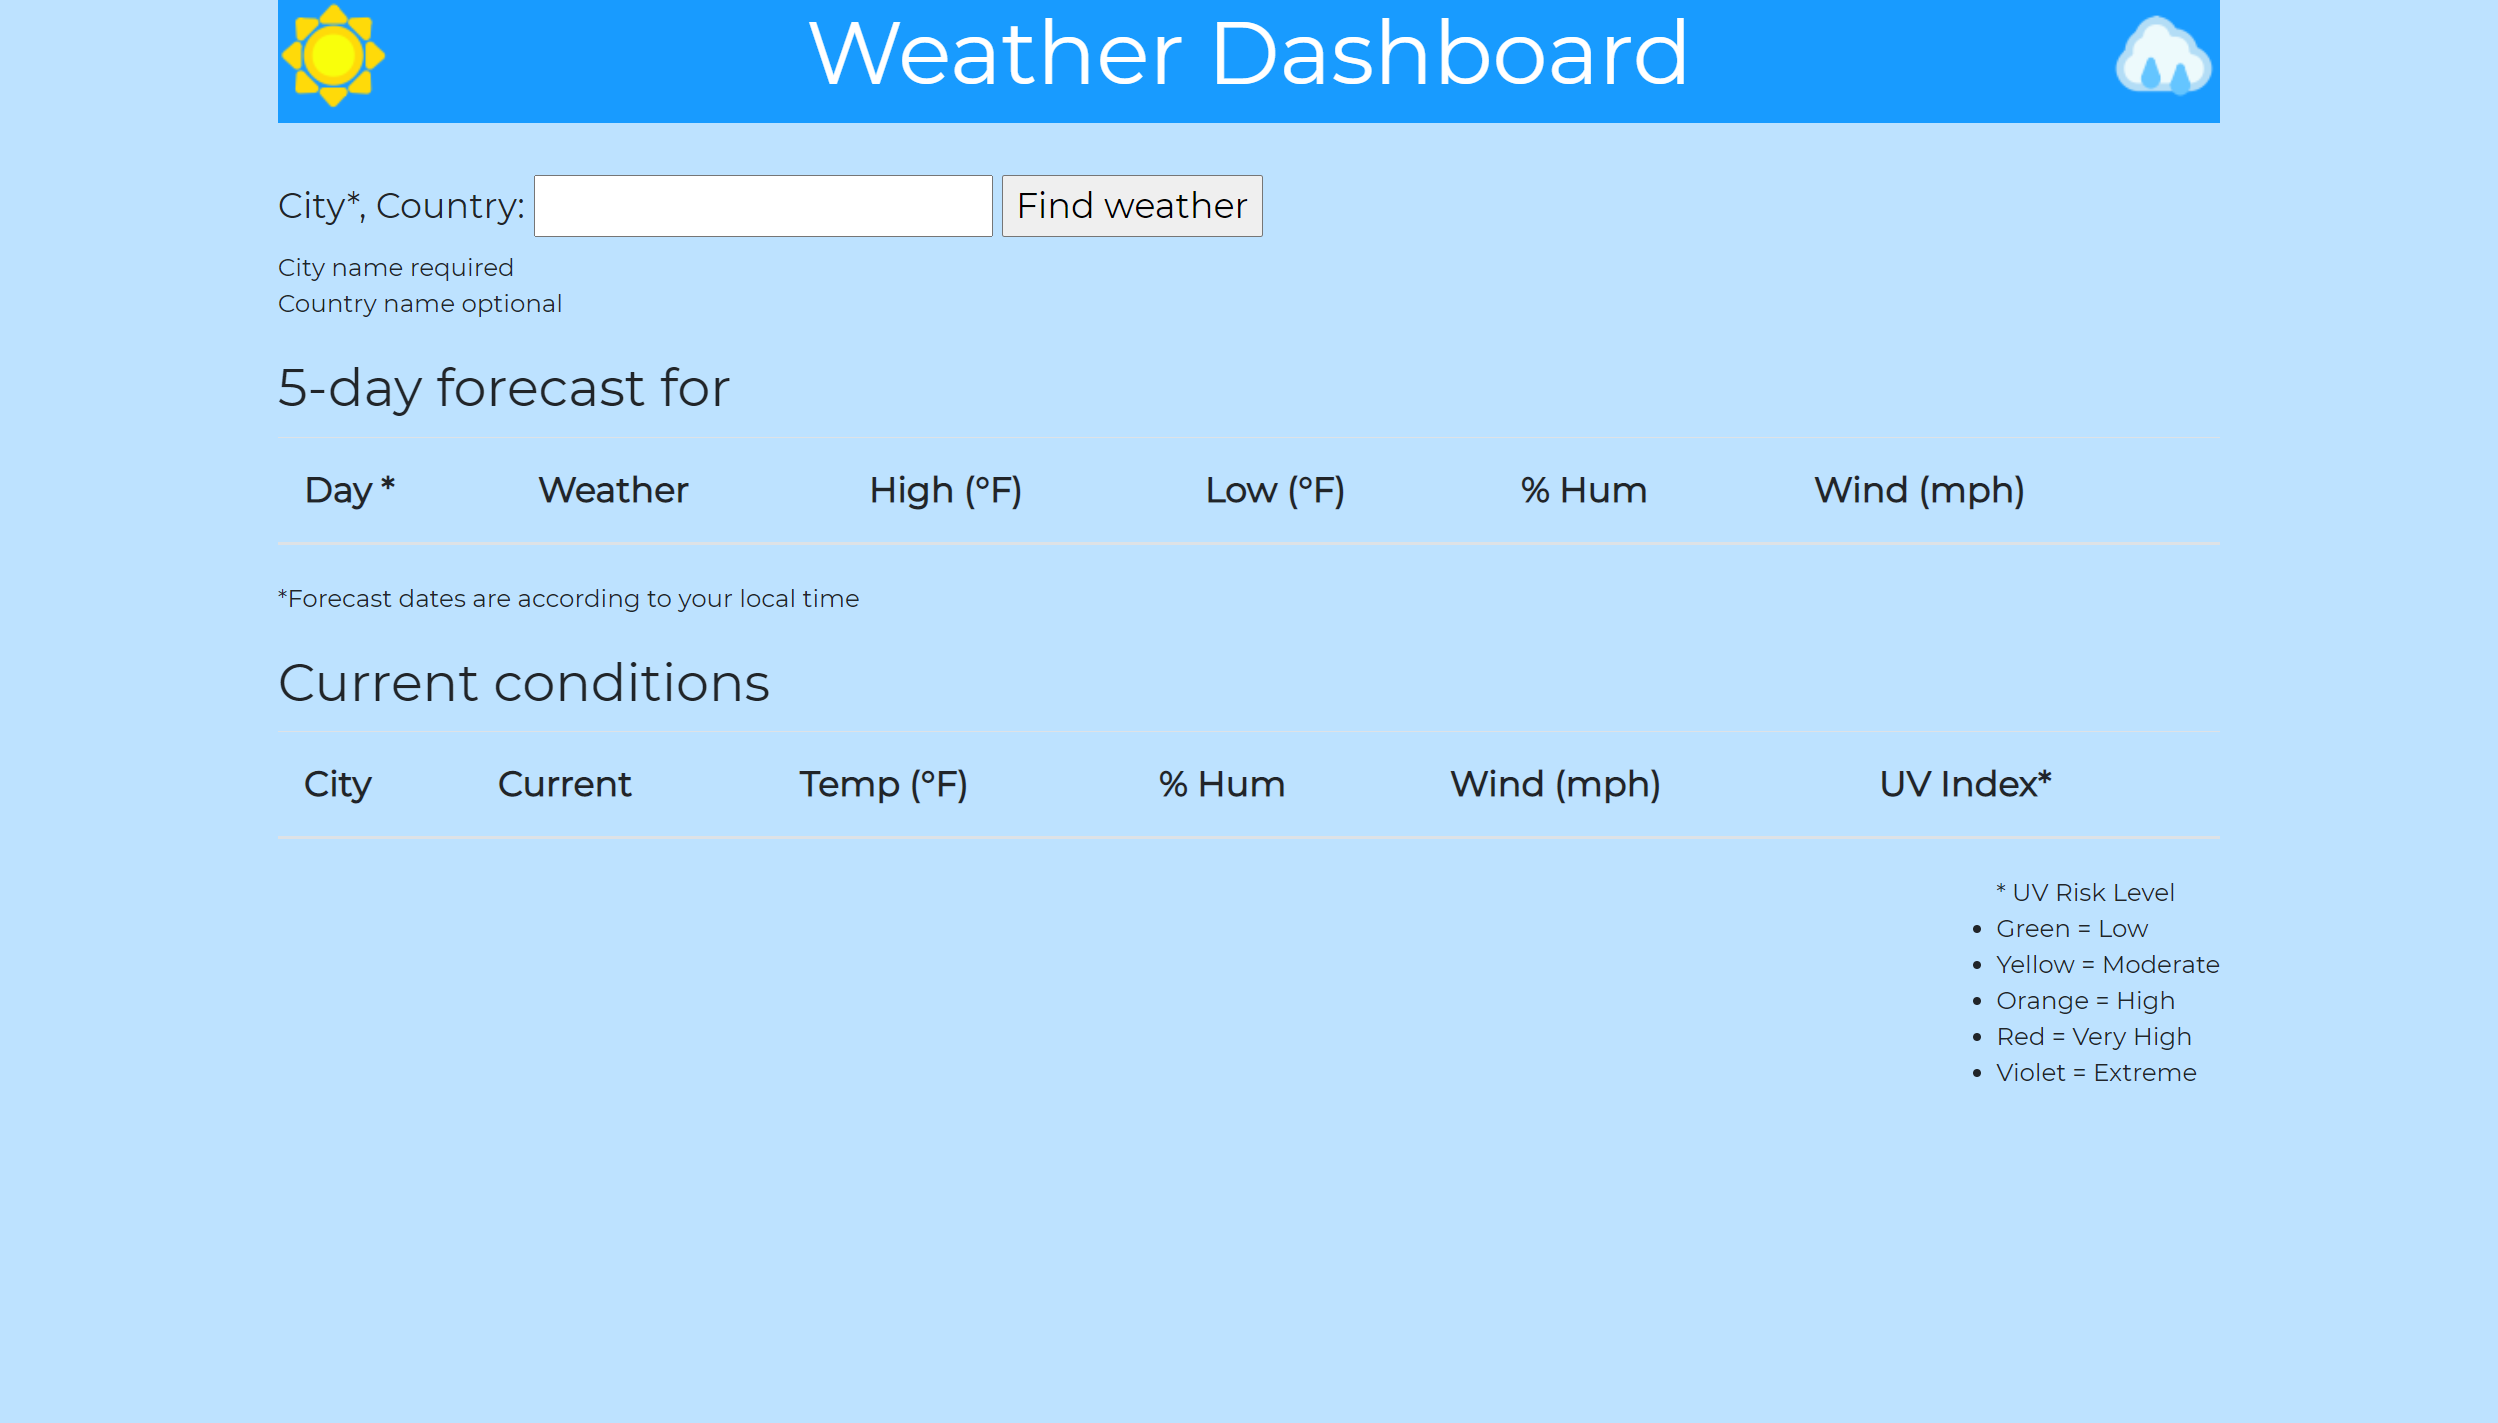 Weather Dashboard
City*, Country: Find weather
City name required
Country name optional
5-day forecast for
Day * Weather High (°F) Low (°F) % Hum Wind (mph)
*Forecast dates are according to your local time
Current conditions
City Current Temp (°F) % Hum Wind (mph) UV Index*
* UV Risk Level
• Green = Low
• Yellow = Moderate
• Orange = High
• Red = Very High
• Violet = Extreme